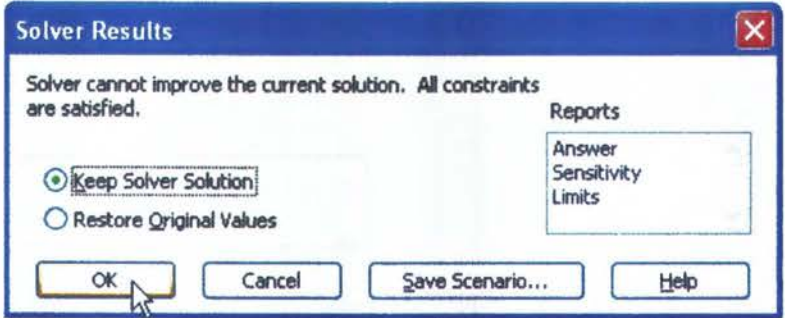 Solver Results
Solver cannot improve the current solution. All constraints
are satisfied.
Reports
Answer
Sensitivity
Limits
Keep Solver Solution
Restore Original Values
OK
Cancel
Save Scenario...
Help